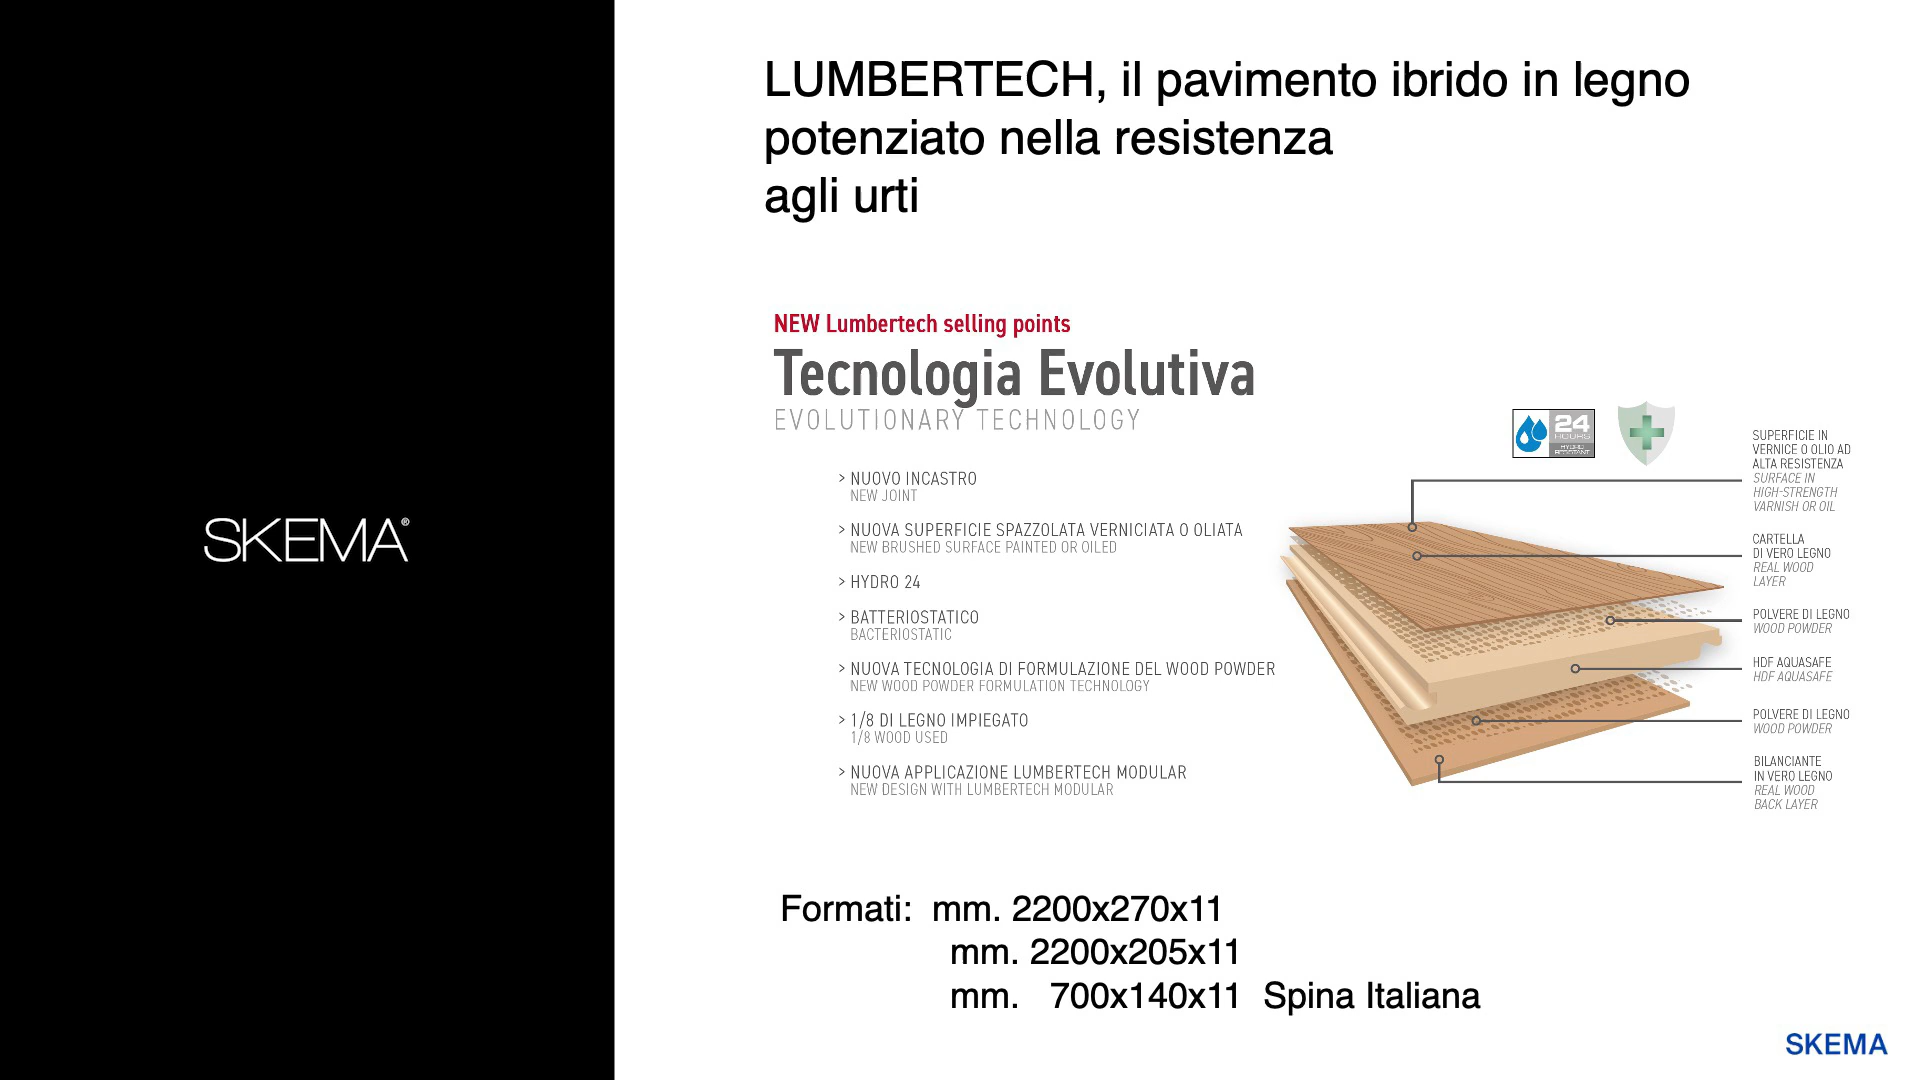 SKEMA®
LUMBERTECH, il pavimento ibrido in legno
potenziato nella resistenza
agli urti
NEW Lumbertech selling points
Tecnologia Evolutiva
EVOLUTIONARY TECHNOLOGY
> NUOVO INCASTRO
NEW JOINT
> NUOVA SUPERFICIE SPAZZOLATA VERNICIATA O OLIATA
NEW BRUSHED SURFACE PAINTED OR OILED
> HYDRO 24
> BATTERIOSTATICO
BACTERIOSTATIC
> NUOVA TECNOLOGIA DI FORMULAZIONE DEL WOOD POWDER
NEW WOOD POWDER FORMULATION TECHNOLOGY
> 1/8 DI LEGNO IMPIEGATO
1/8 WOOD USED
> NUOVA APPLICAZIONE LUMBERTECH MODULAR
NEW DESIGN WITH LUMBERTECH MODULAR
24
HOURS
HYDRO
RESISTANT
SUPERFICIE IN
VERNICE O OLIO AD
ALTA RESISTENZA
SURFACE IN
HIGH-STRENGTH
VARNISH OR OIL
CARTELLA
DI VERO LEGNO
REAL WOOD
LAYER
POLVERE DI LEGNO
WOOD POWDER
HDF AQUASAFE
HDF AQUASAFE
POLVERE DI LEGNO
WOOD POWDER
BILANCIANTE
IN VERO LEGNO
REAL WOOD
BACK LAYER
Formati: mm. 2200x270x11
mm. 2200x205x11
mm. 700x140x11 Spina Italiana
SKEMA